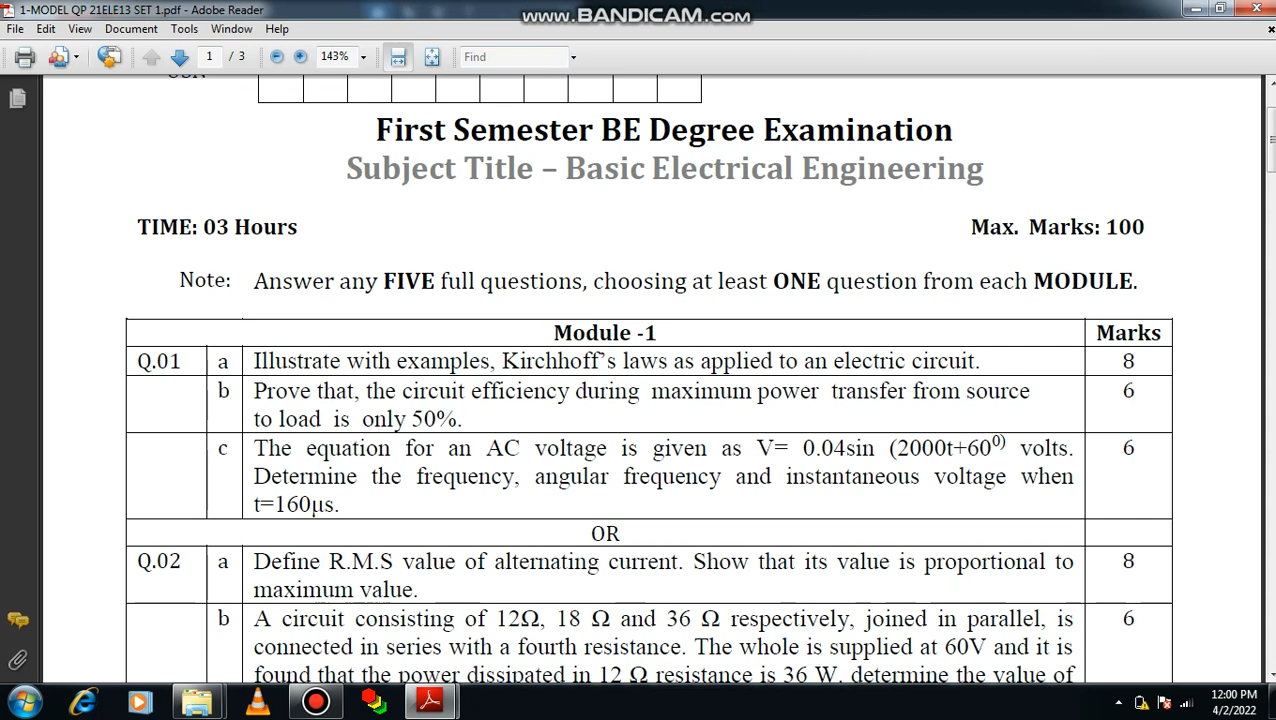 1-MODEL QP 21ELE13 SET 1.pdf - Adobe Reader
www.BANDICAM.com
File Edit View Document Tools Window Help
1 / 3 143% Find
First Semester BE Degree Examination
Subject Title – Basic Electrical Engineering
TIME: 03 Hours Max. Marks: 100
Note: Answer any FIVE full questions, choosing at least ONE question from each MODULE.
Module -1 Marks
Q.01 a Illustrate with examples, Kirchhoff's laws as applied to an electric circuit. 8
b Prove that, the circuit efficiency during maximum power transfer from source 6
to load is only 50%.
c The equation for an AC voltage is given as V= 0.04sin (2000t+60⁰⁾ volts. 6
Determine the frequency, angular frequency and instantaneous voltage when
t=160µs.
OR
Q.02 a Define R.M.S value of alternating current. Show that its value is proportional to 8
maximum value.
b A circuit consisting of 12Ω, 18 Ω and 36 Ω respectively, joined in parallel, is 6
connected in series with a fourth resistance. The whole is supplied at 60V and it is
found that the power dissipated in 12 Ω resistance is 36 W. determine the value of
12:00 PM
4/2/2022